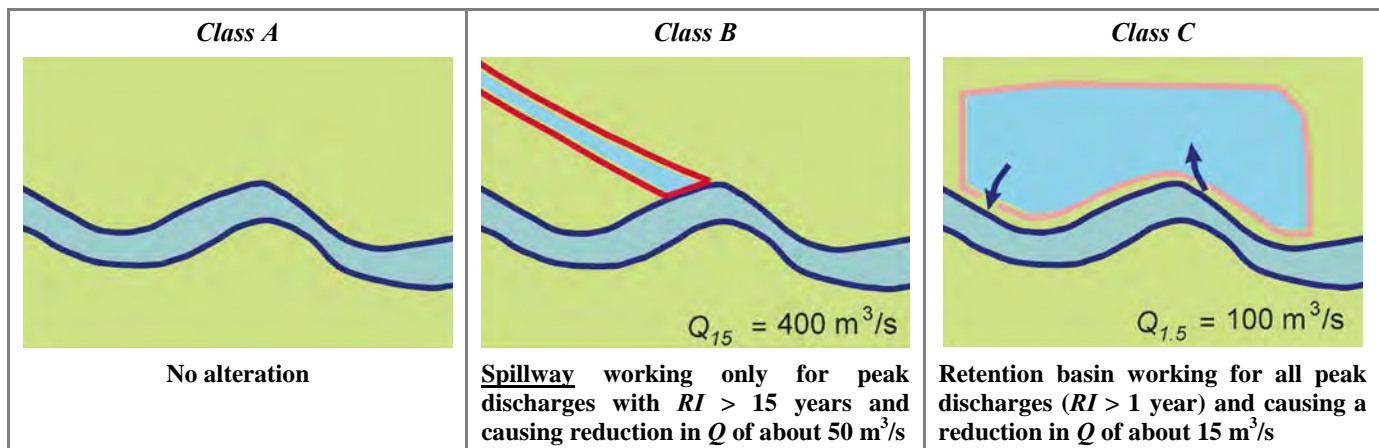 Class A
Class B
Class C
Q15 = 400 m³/s
Q1.5 = 100 m³/s
No alteration
Spillway working only for peak
discharges with RI > 15 years and
causing reduction in Q of about 50 m³/s
Retention basin working for all peak
discharges (RI > 1 year) and causing a
reduction in Q of about 15 m³/s